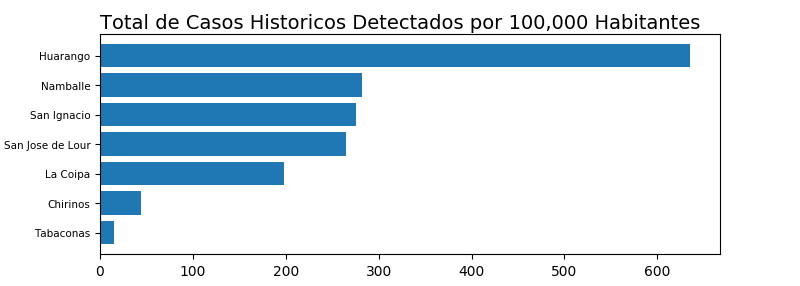 Total de Casos Historicos Detectados por 100,000 Habitantes
Huarango
Namballe
San Ignacio
San Jose de Lour
La Coipa
Chirinos
Tabaconas
0 100 200 300 400 500 600